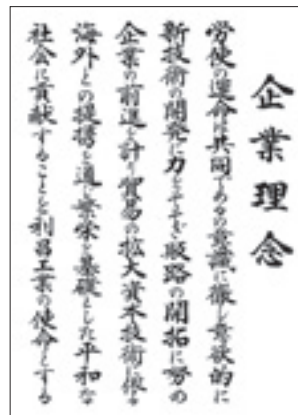 企業理念
労使の運命は共同であるの意識に徹し意欲的に
新技術の開発に力をそそぎ販路の開拓に努め
企業の前進を計り貿易の拡大資本技術に依る
海外との提携を通じ繁栄を基礎とした平和な
社会に貢献することを利昌工業の使命とする